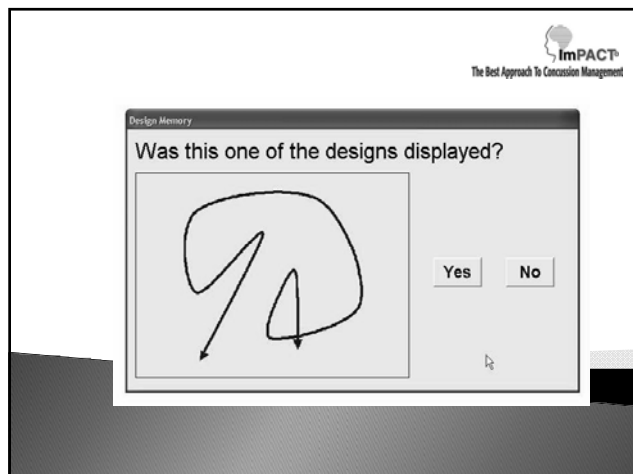 ImPACT®
The Best Approach To Concussion Management
Design Memory
Was this one of the designs displayed?
Yes
No